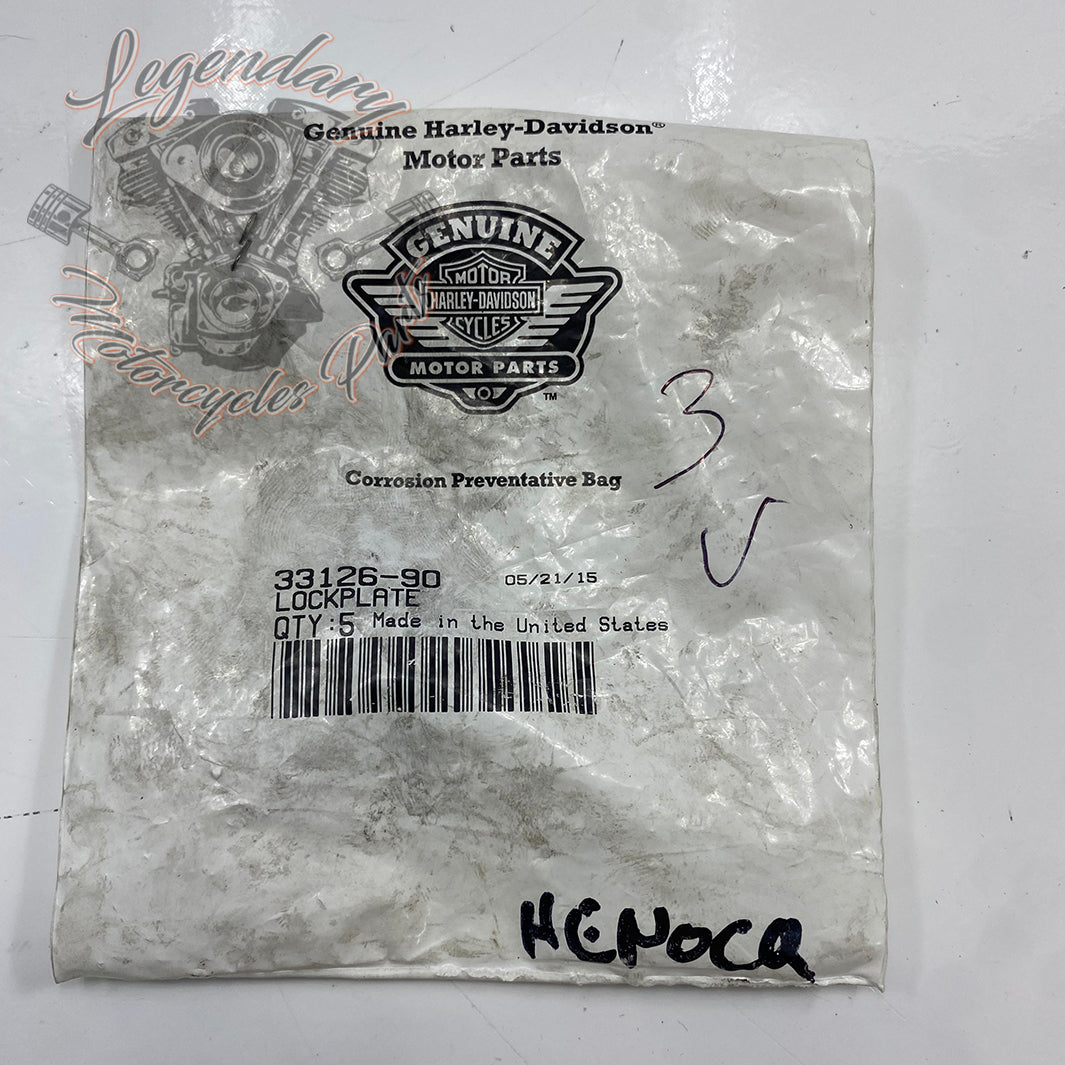 Legendary
Motorcycles Parts
Genuine Harley-Davidson®
Motor Parts
GENUINE
MOTOR
HARLEY-DAVIDSON
CYCLES
MOTOR PARTS
TM
3
V
Corrosion Preventative Bag
33126-90 05/21/15
LOCKPLATE
QTY:5 Made in the United States